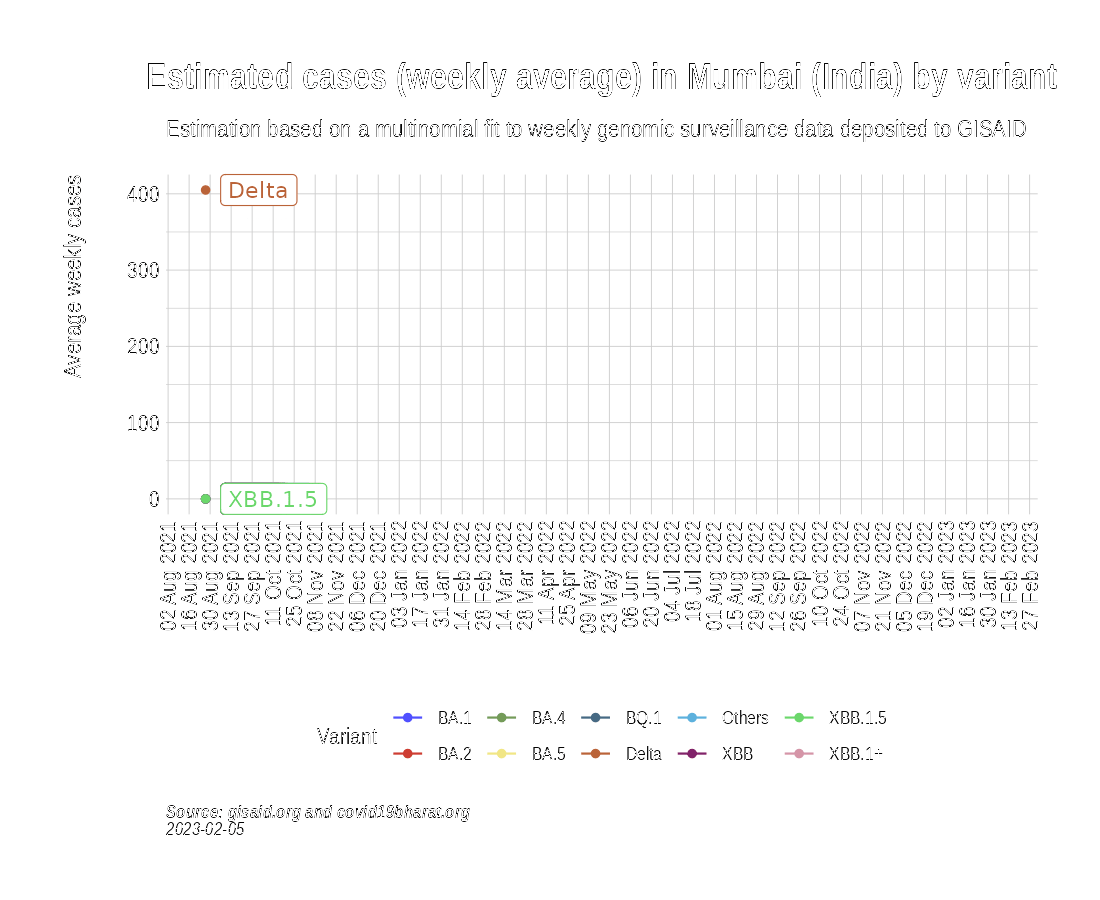 Estimated cases (weekly average) in Mumbai (India) by variant
Estimation based on a multinomial fit to weekly genomic surveillance data deposited to GISAID
Average weekly cases
400
300
200
100
0
Delta
XBB.1.5
02 Aug 2021
16 Aug 2021
30 Aug 2021
13 Sep 2021
27 Sep 2021
11 Oct 2021
25 Oct 2021
08 Nov 2021
22 Nov 2021
06 Dec 2021
20 Dec 2021
03 Jan 2022
17 Jan 2022
31 Jan 2022
14 Feb 2022
28 Feb 2022
14 Mar 2022
28 Mar 2022
11 Apr 2022
25 Apr 2022
09 May 2022
23 May 2022
06 Jun 2022
20 Jun 2022
04 Jul 2022
18 Jul 2022
01 Aug 2022
15 Aug 2022
29 Aug 2022
12 Sep 2022
26 Sep 2022
10 Oct 2022
24 Oct 2022
07 Nov 2022
21 Nov 2022
05 Dec 2022
19 Dec 2022
02 Jan 2023
16 Jan 2023
30 Jan 2023
13 Feb 2023
27 Feb 2023
Variant
BA.1 BA.4 BQ.1 Others XBB.1.5
BA.2 BA.5 Delta XBB XBB.1+
Source: gisaid.org and covid19bharat.org
2023-02-05